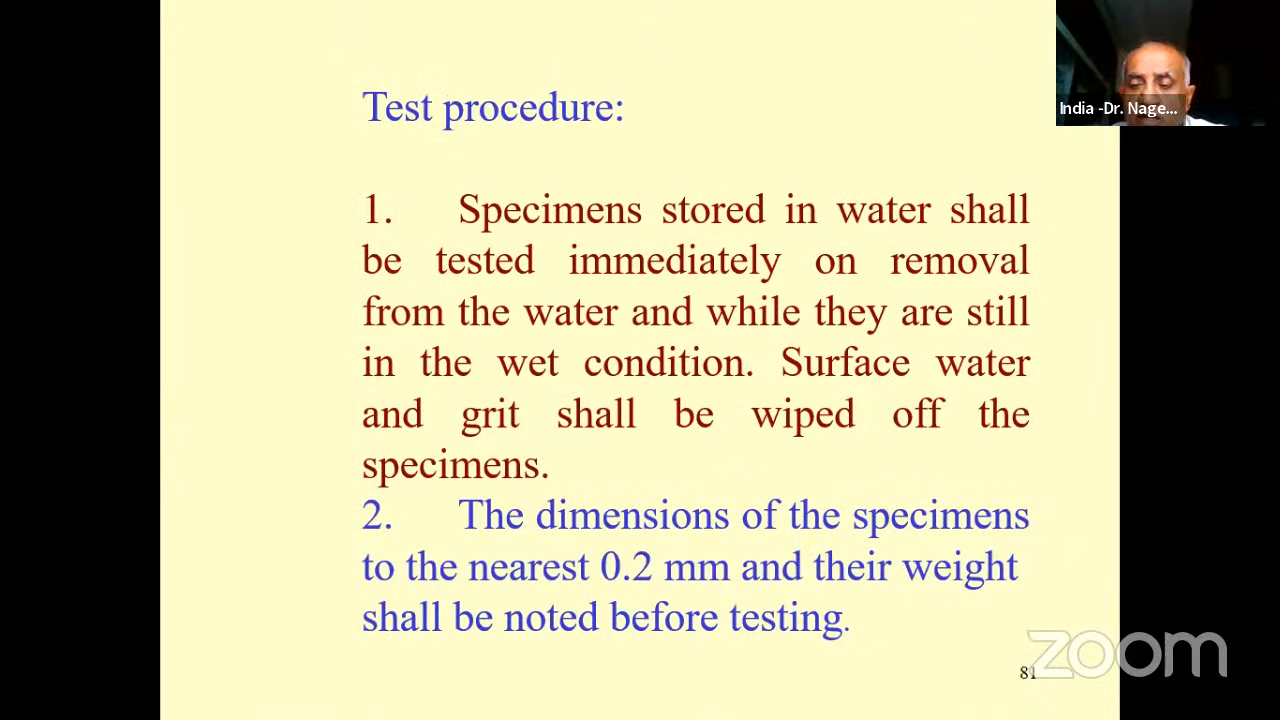 Test procedure:
India -Dr. Nage...
1. Specimens stored in water shall
be tested immediately on removal
from the water and while they are still
in the wet condition. Surface water
and grit shall be wiped off the
specimens.
2. The dimensions of the specimens
to the nearest 0.2 mm and their weight
shall be noted before testing.
81
zoom